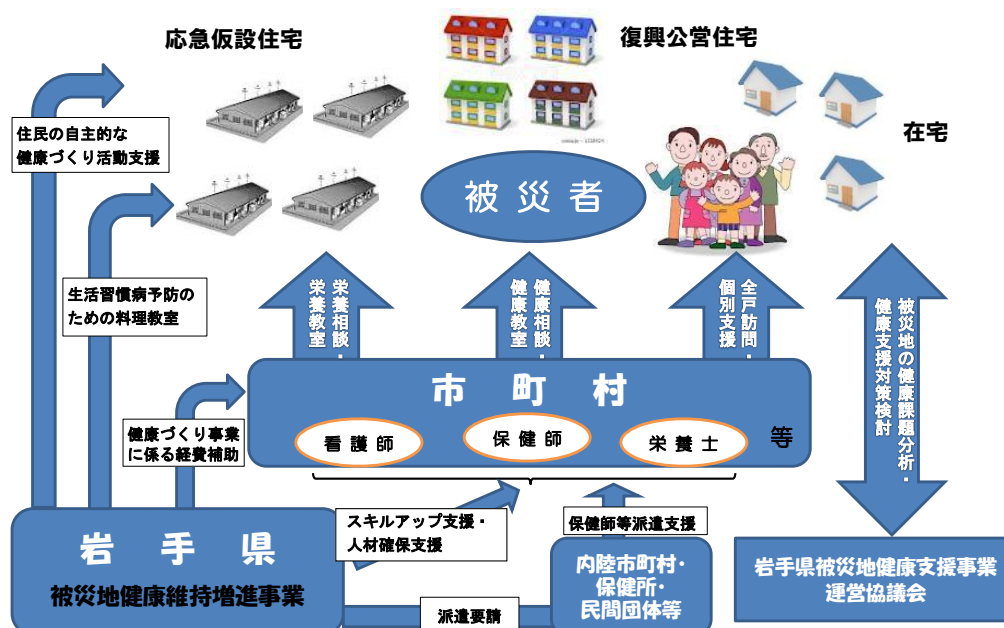 応急仮設住宅
復興公営住宅
在宅
住民の自主的な
健康づくり活動支援
被災者
生活習慣病予防の
ための料理教室
栄養相談・
栄養教室
健康相談・
健康教室
全戸訪問・
個別支援
被災地の健康課題分析・
健康支援対策検討
市町村
看護師
保健師
栄養士
等
健康づくり事業
に係る経費補助
スキルアップ支援・
人材確保支援
保健師等派遣支援
岩手県
被災地健康維持増進事業
派遣要請
内陸市町村・
保健所・
民間団体等
岩手県被災地健康支援事業
運営協議会